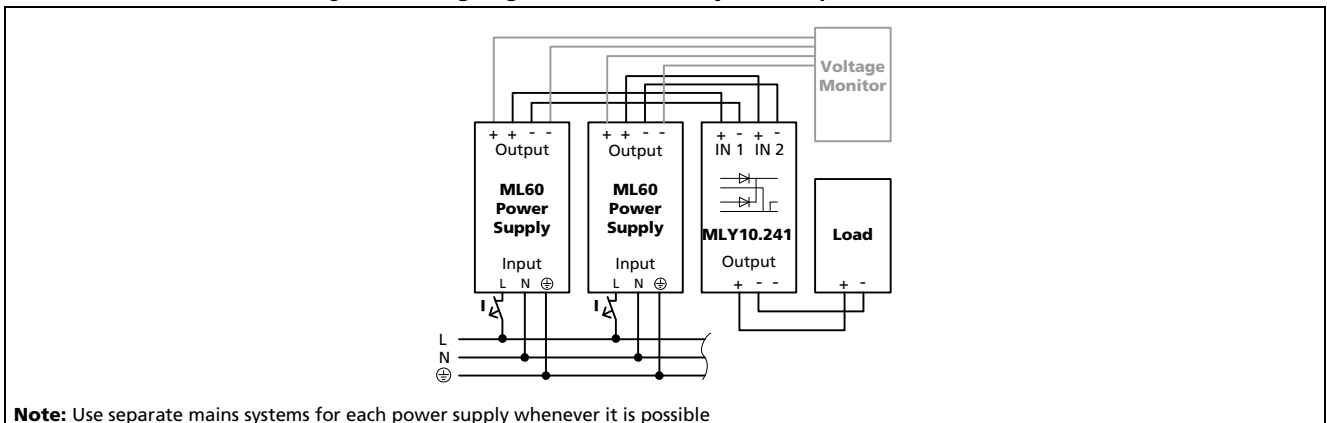 Voltage
Monitor
+ + - -
Output
ML60
Power
Supply
Input
L N
+ + - -
Output
ML60
Power
Supply
Input
L N
+ - + -
IN 1 IN 2
MLY10.241
Output
+ - -
Load
+ -
I
I
L
N
Note: Use separate mains systems for each power supply whenever it is possible